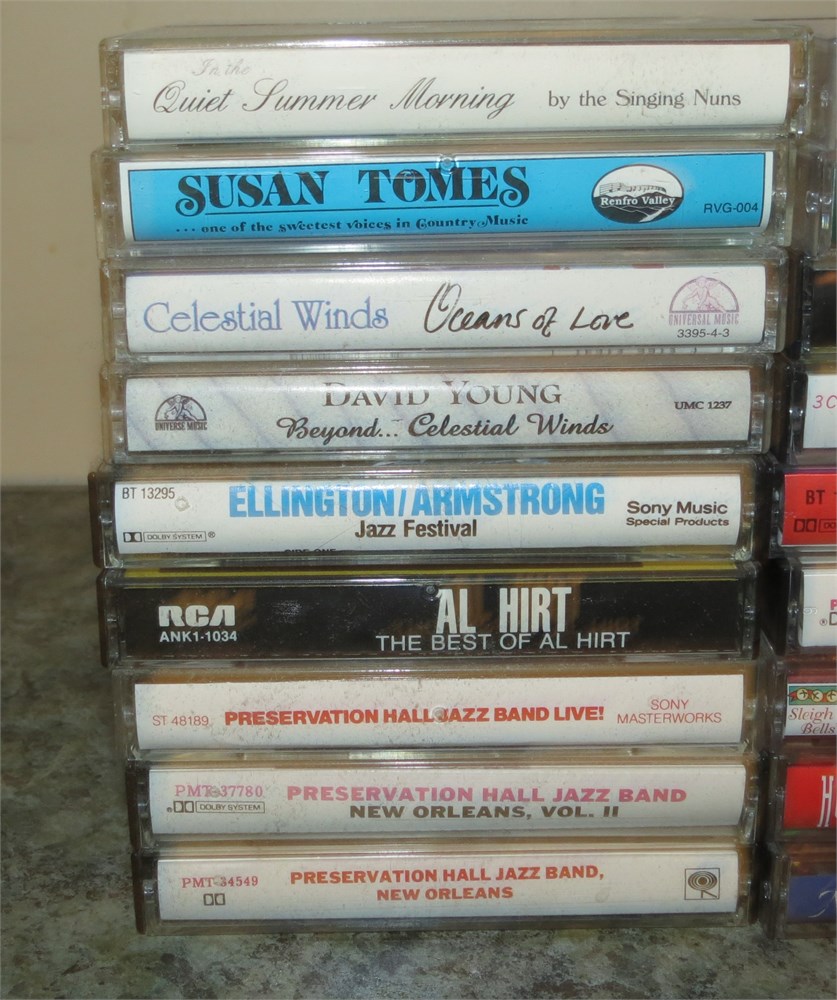 In the
Quiet Summer Morning by the Singing Nuns
SUSAN TOMES
... one of the sweetest voices in Country Music
Renfro Valley
RVG-004
Celestial Winds Oceans of Love
UNIVERSAL MUSIC
3395-4-3
DAVID YOUNG
Beyond... Celestial Winds
UNIVERSE MUSIC
UMC 1237
BT 13295
ELLINGTON/ARMSTRONG
Jazz Festival
DOLBY SYSTEM ®
Sony Music
Special Products
SIDE ONE
RCA
ANK1-1034
AL HIRT
THE BEST OF AL HIRT
ST 48189 PRESERVATION HALL JAZZ BAND LIVE! SONY
MASTERWORKS
PMT 37780
DOLBY SYSTEM
PRESERVATION HALL JAZZ BAND
NEW ORLEANS, VOL. II
PMT 34549
PRESERVATION HALL JAZZ BAND,
NEW ORLEANS
3C
BT
Sleigh
Bells